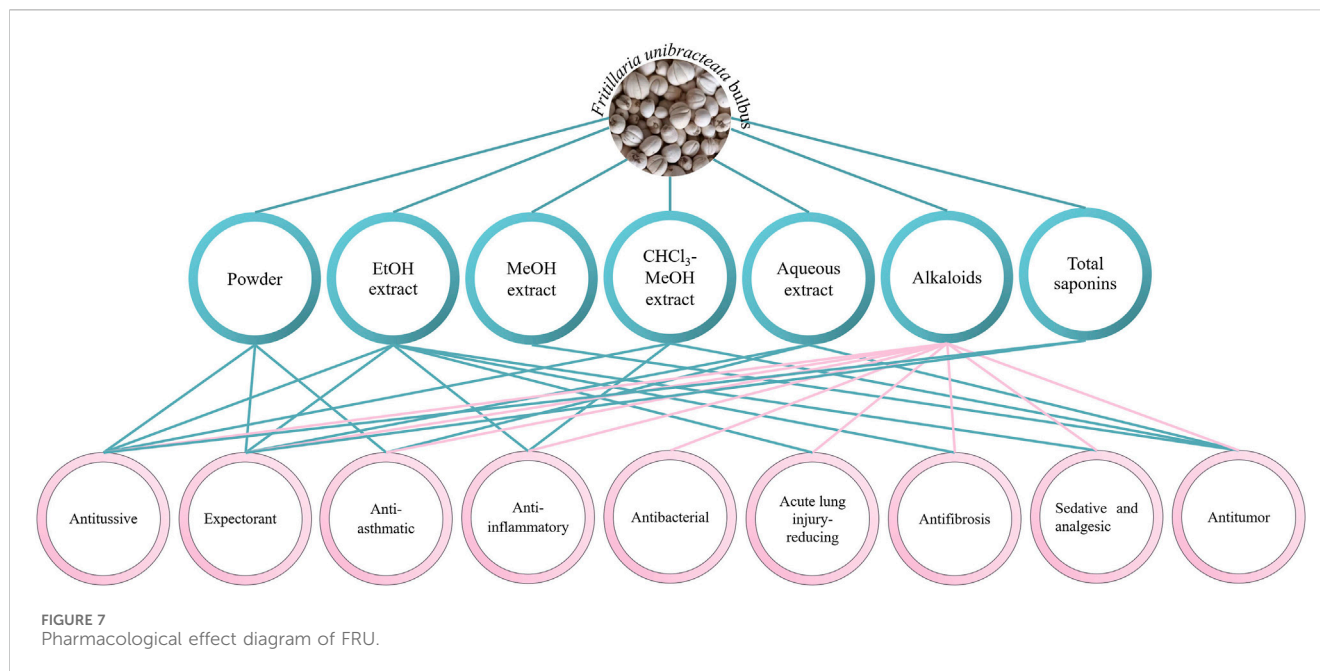 Fritillaria unibracteata bulbus
Powder
EtOH
extract
MeOH
extract
CHCl₃-
MeOH
extract
Aqueous
extract
Alkaloids
Total
saponins
Antitussive
Expectorant
Anti-
asthmatic
Anti-
inflammatory
Antibacterial
Acute lung
injury-
reducing
Antifibrosis
Sedative and
analgesic
Antitumor
FIGURE 7
Pharmacological effect diagram of FRU.